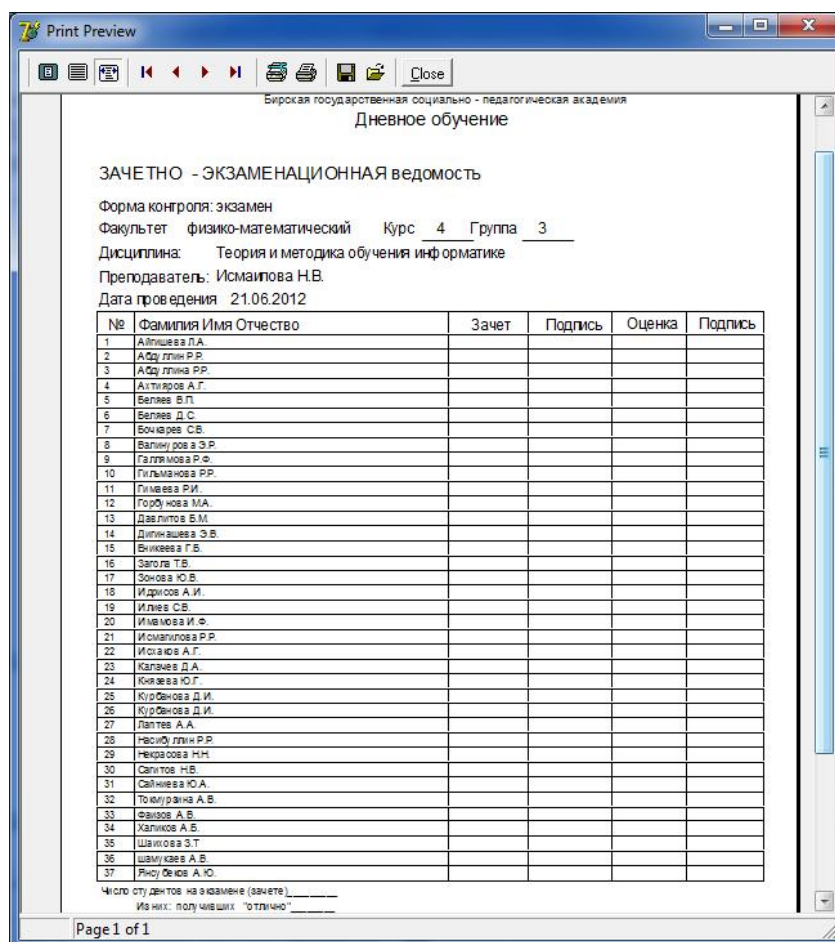 Print Preview
Close
Бирская государственная социально - педагогическая академия
Дневное обучение
ЗАЧЕТНО - ЭКЗАМЕНАЦИОННАЯ ведомость
Форма контроля: экзамен
Факультет физико-математический Курс 4 Группа 3
Дисциплина: Теория и методика обучения информатике
Преподаватель: Исмаилова Н.В.
Дата проведения 21.06.2012
№ Фамилия Имя Отчество Зачет Подпись Оценка Подпись
1 Айгишева Л.А.
2 Абдуллин Р.Р.
3 Абдуллина Р.Р.
4 Ахтияров А.Г.
5 Беляев В.П.
6 Беляев Д.С.
7 Бочкарев С.В.
8 Валинурова Э.Р.
9 Галлямова Р.Ф.
10 Гильманова Р.Р.
11 Гимаева Р.И.
12 Горбунова М.А.
13 Давлитов Б.М.
14 Дигинашева Э.В.
15 Еникеева Г.Б.
16 Загола Т.В.
17 Зонова Ю.В.
18 Идрисов А.И.
19 Илиев С.В.
20 Имамова И.Ф.
21 Исмагилова Р.Р.
22 Исхаков А.Г.
23 Калачев Д.А.
24 Князева Ю.Г.
25 Курбанова Д.И.
26 Курбанова Д.И.
27 Лаптев А.А.
28 Насибуллин Р.Р.
29 Некрасова Н.Н.
30 Сагитов Н.В.
31 Сайниева Ю.А.
32 Токмурзина А.В.
33 Фаизов А.В.
34 Халиков А.Б.
35 Шаихова З.Т
36 шамукаев А.В.
37 Янсубеков А.Ю.
Число студентов на экзамене (зачете)________
Из них: получивших "отлично"_______
Page 1 of 1